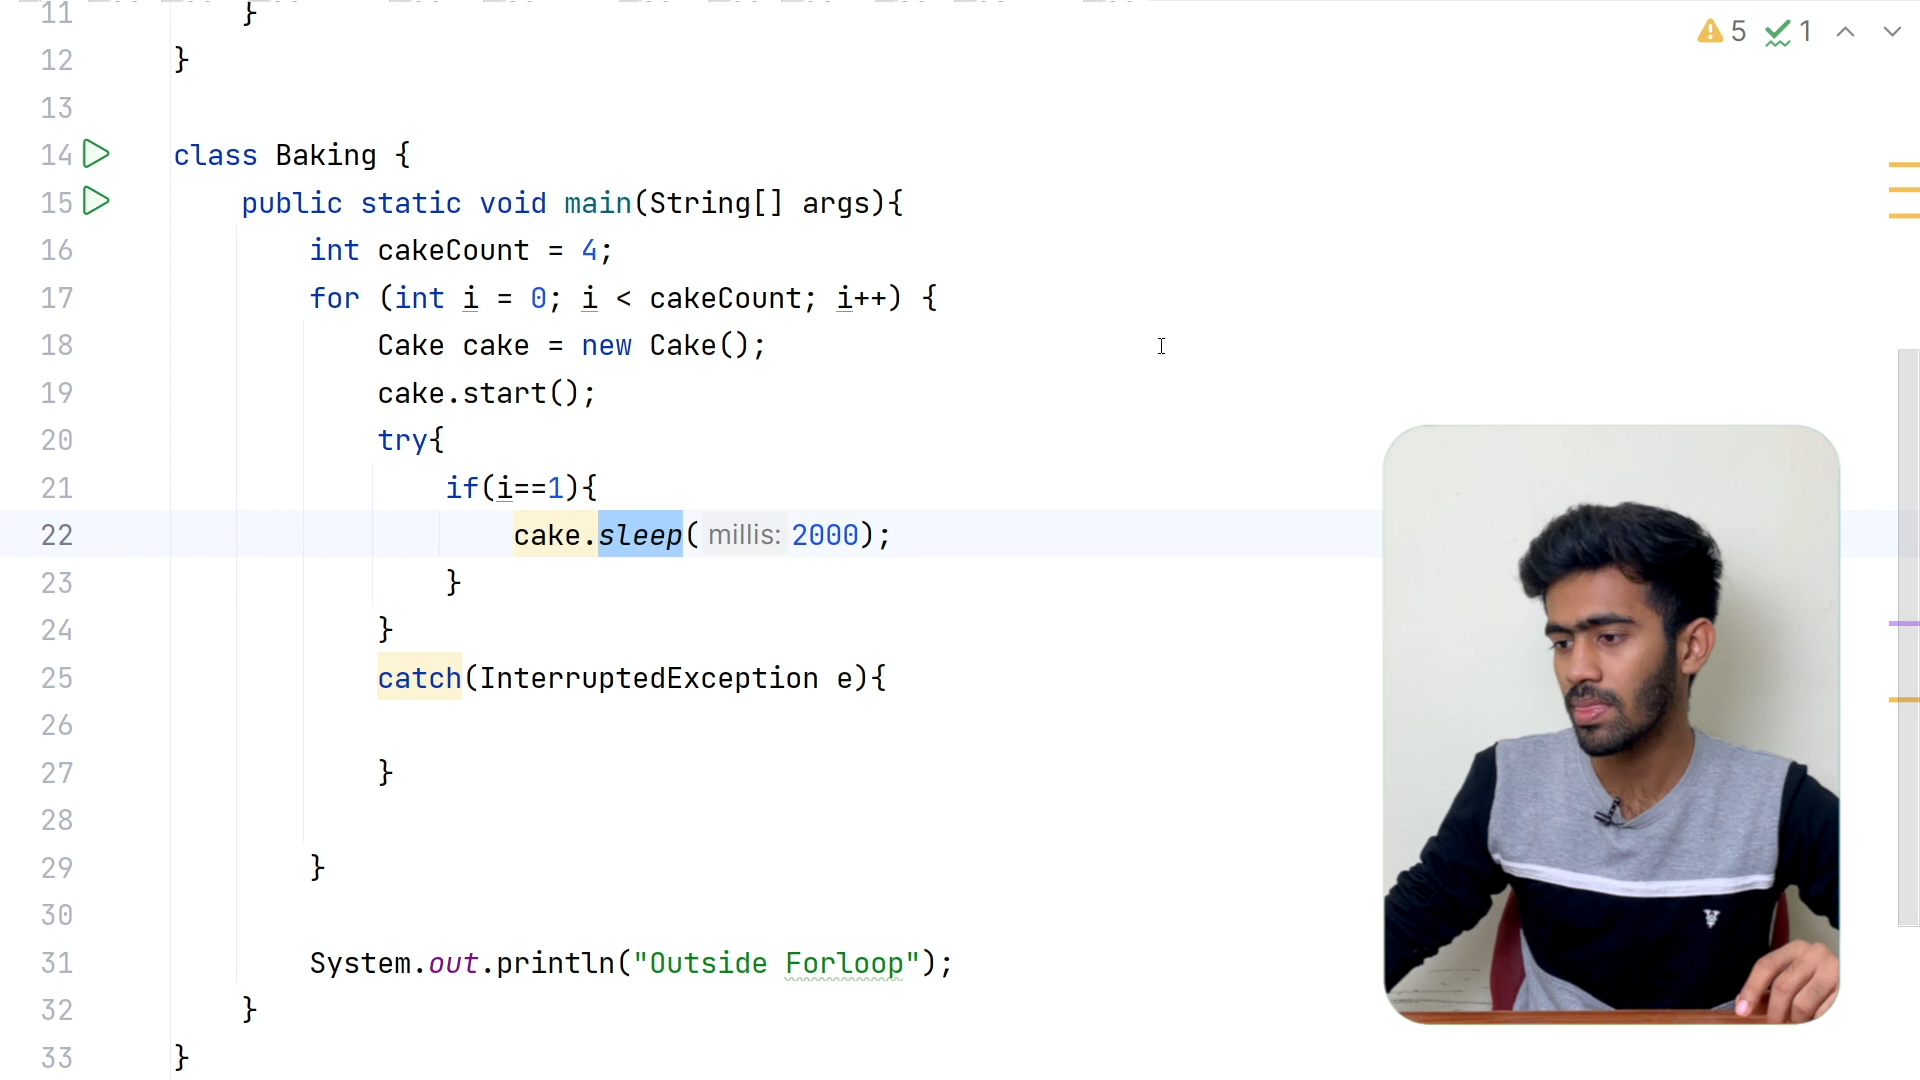 5 1
11 }
12 }
13
14 class Baking {
15 public static void main(String[] args){
16 int cakeCount = 4;
17 for (int i = 0; i < cakeCount; i++) {
18 Cake cake = new Cake();
19 cake.start();
20 try{
21 if(i==1){
22 cake.sleep( millis: 2000);
23 }
24 }
25 catch(InterruptedException e){
26
27 }
28
29 }
30
31 System.out.println("Outside Forloop");
32 }
33 }